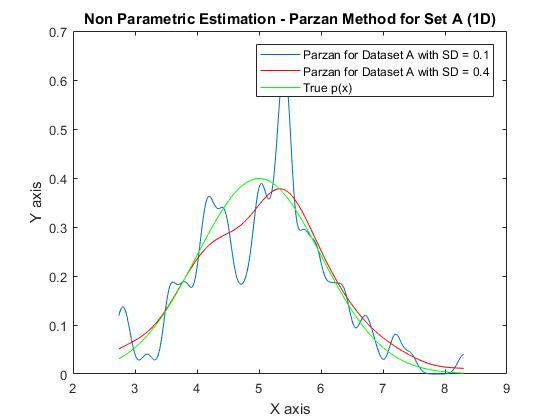 Non Parametric Estimation - Parzan Method for Set A (1D)
Parzan for Dataset A with SD = 0.1
Parzan for Dataset A with SD = 0.4
True p(x)
0.7
0.6
0.5
0.4
0.3
0.2
0.1
0
Y axis
2 3 4 5 6 7 8 9
X axis